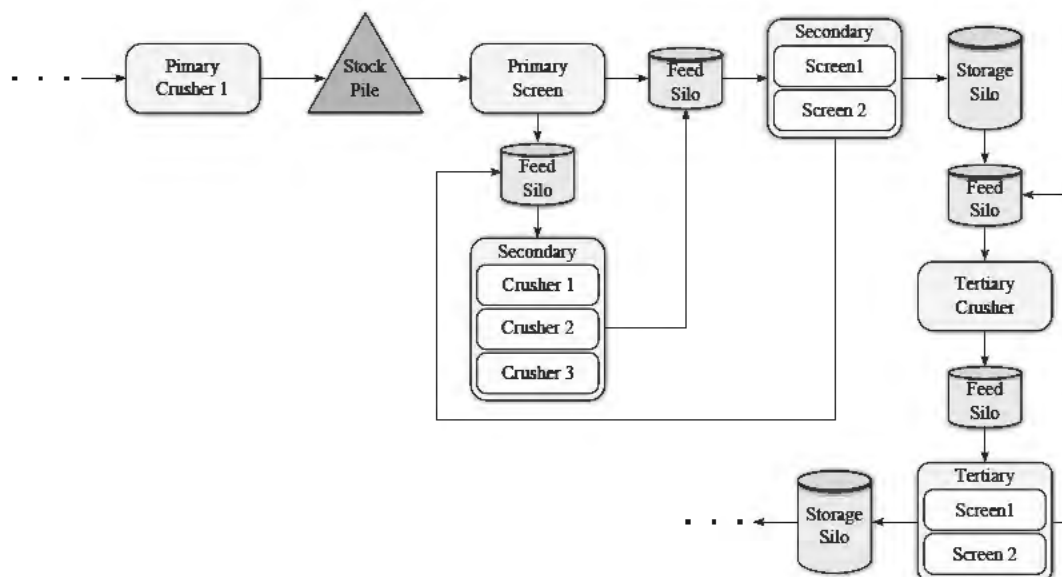 Pimary
Crusher 1
Stock
Pile
Primary
Screen
Feed
Silo
Secondary
Screen1
Screen 2
Storage
Silo
Feed
Silo
Secondary
Crusher 1
Crusher 2
Crusher 3
Feed
Silo
Tertiary
Crusher
Feed
Silo
Tertiary
Screen1
Screen 2
Storage
Silo